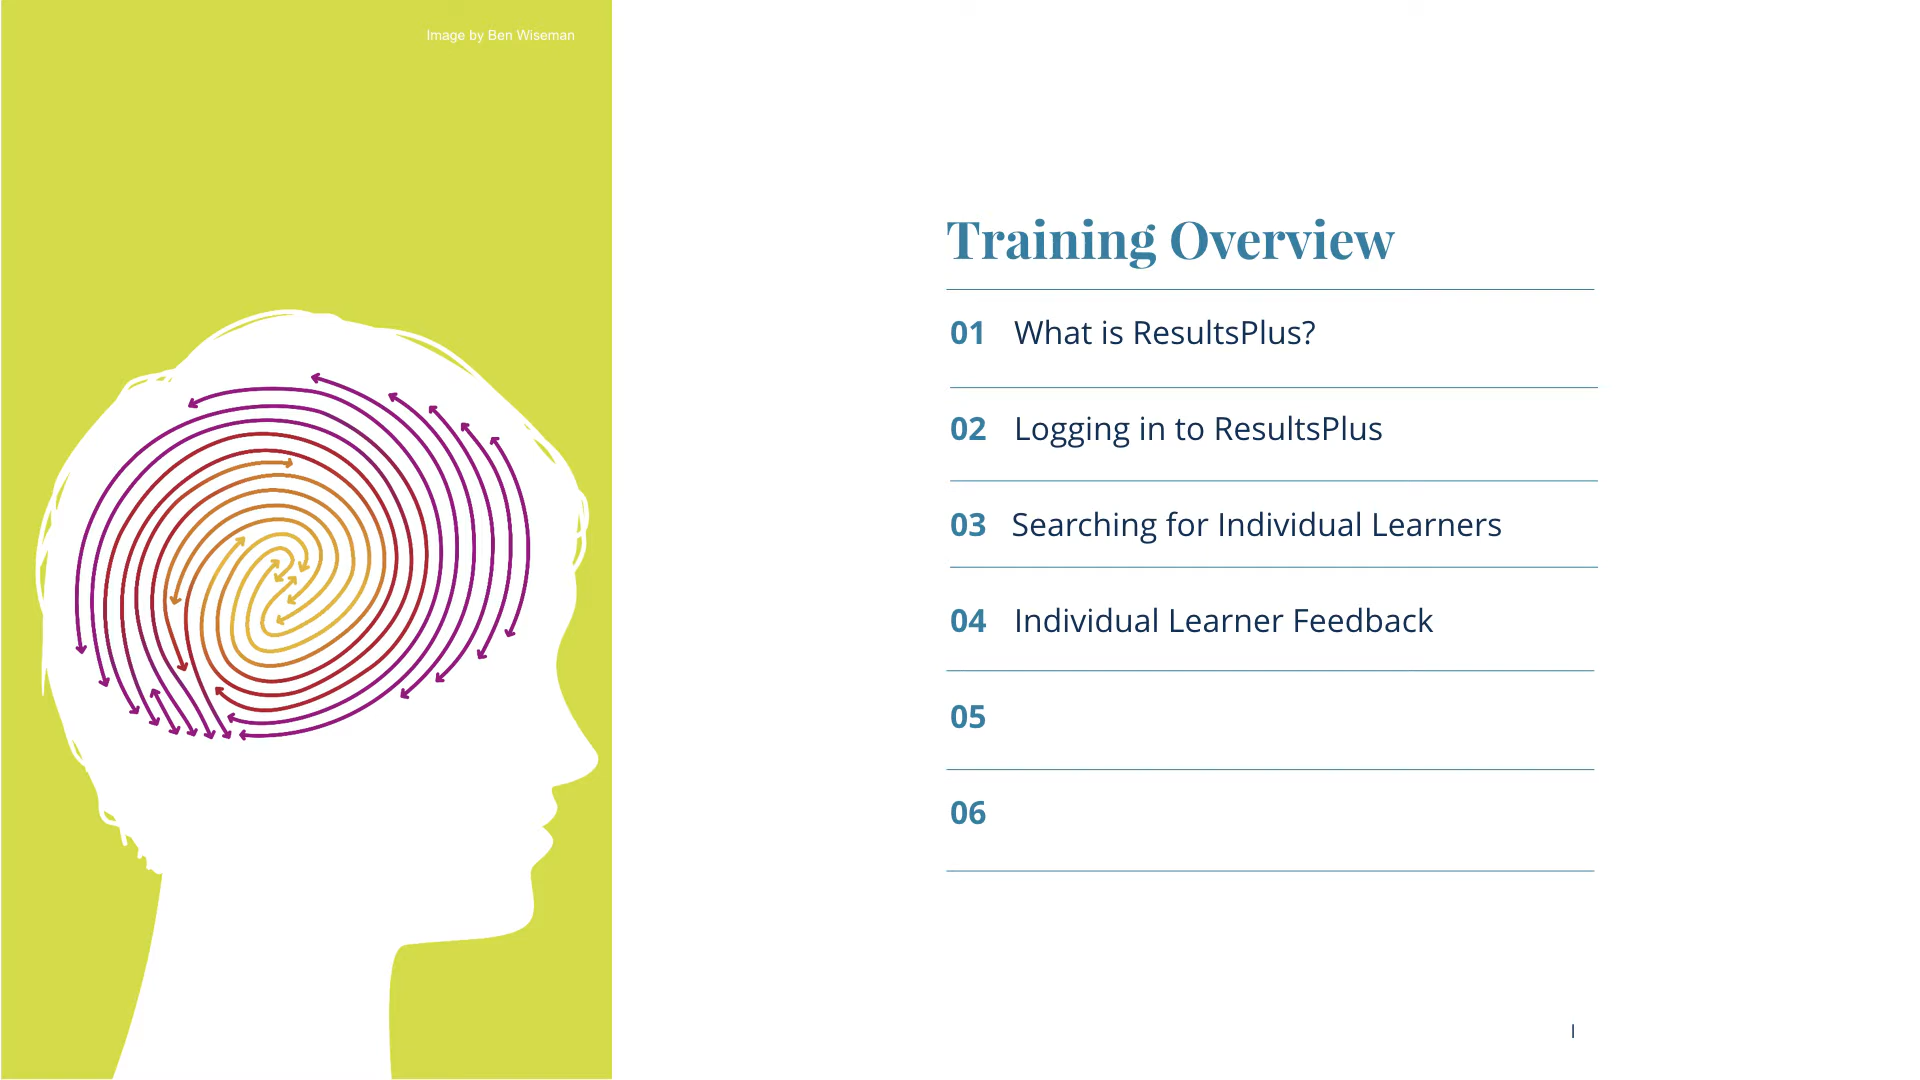 Image by Ben Wiseman
Training Overview
01 What is ResultsPlus?
02 Logging in to ResultsPlus
03 Searching for Individual Learners
04 Individual Learner Feedback
05
06